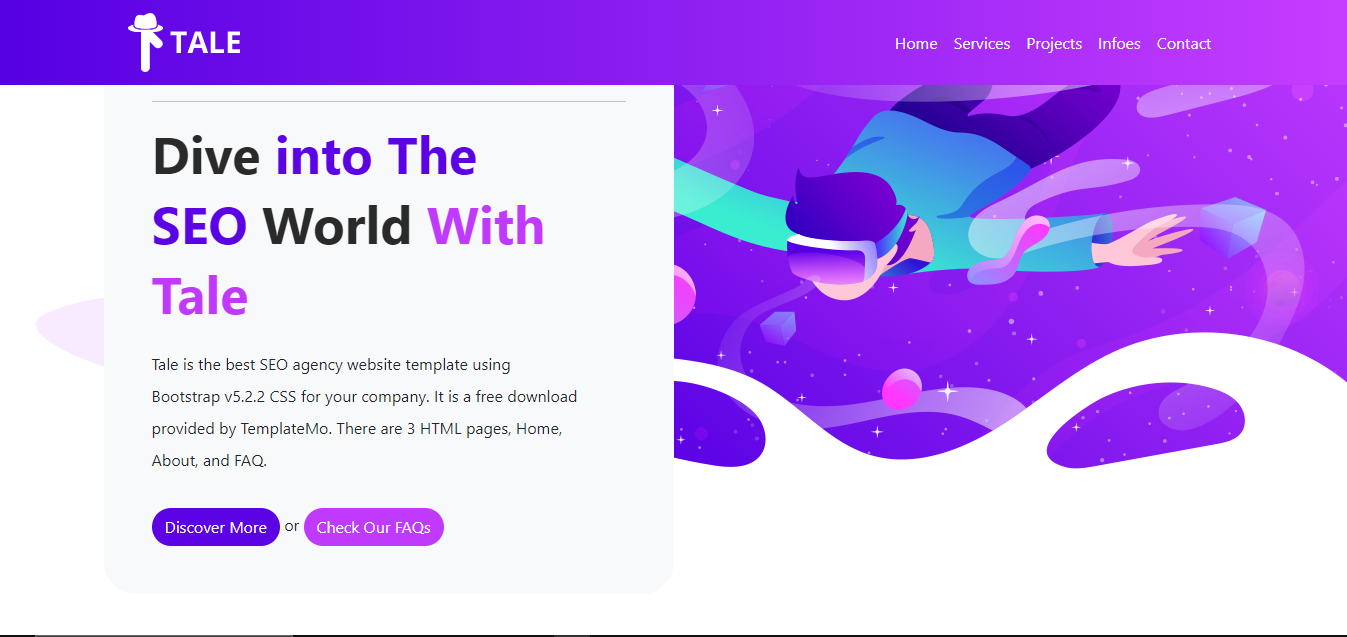 TALE
Home Services Projects Infoes Contact
Dive into The
SEO World With
Tale
Tale is the best SEO agency website template using
Bootstrap v5.2.2 CSS for your company. It is a free download
provided by TemplateMo. There are 3 HTML pages, Home,
About, and FAQ.
Discover More or Check Our FAQs